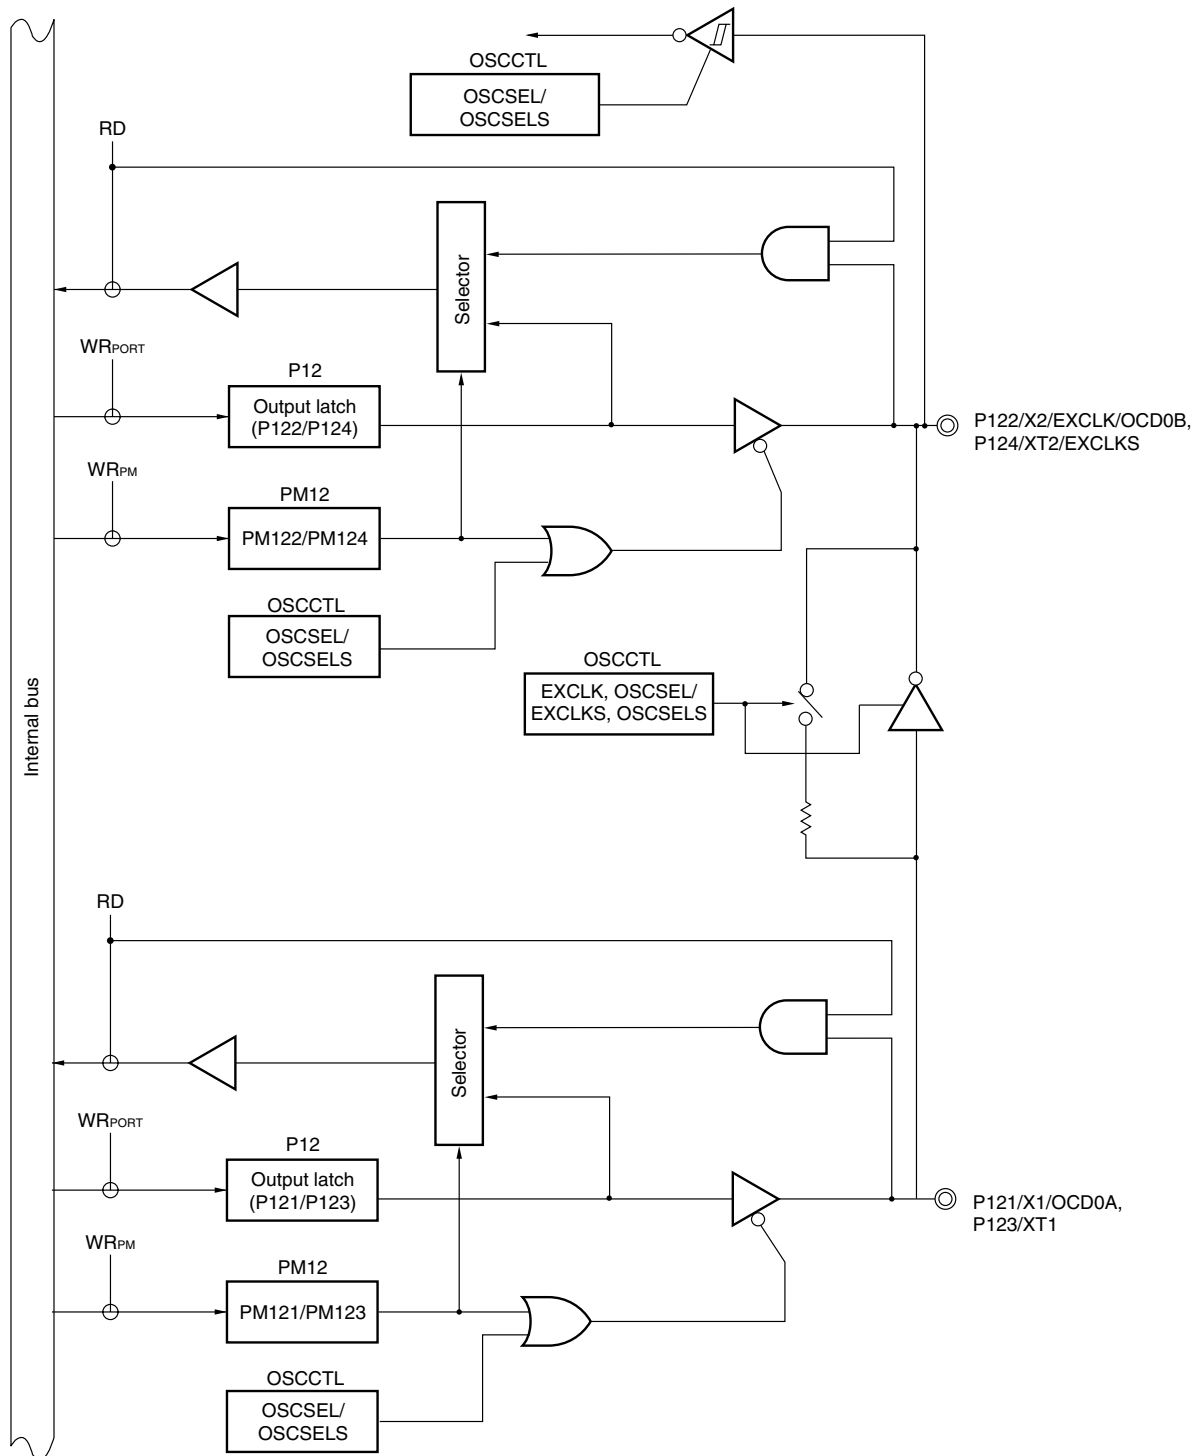 OSCCTL
OSCSEL/
OSCSELS
RD
Selector
WRPORT
P12
Output latch
(P122/P124)
P122/X2/EXCLK/OCD0B,
P124/XT2/EXCLKS
WRPM
PM12
PM122/PM124
OSCCTL
OSCSEL/
OSCSELS
OSCCTL
EXCLK, OSCSEL/
EXCLKS, OSCSELS
Internal bus
RD
Selector
WRPORT
P12
Output latch
(P121/P123)
P121/X1/OCD0A,
P123/XT1
WRPM
PM12
PM121/PM123
OSCCTL
OSCSEL/
OSCSELS